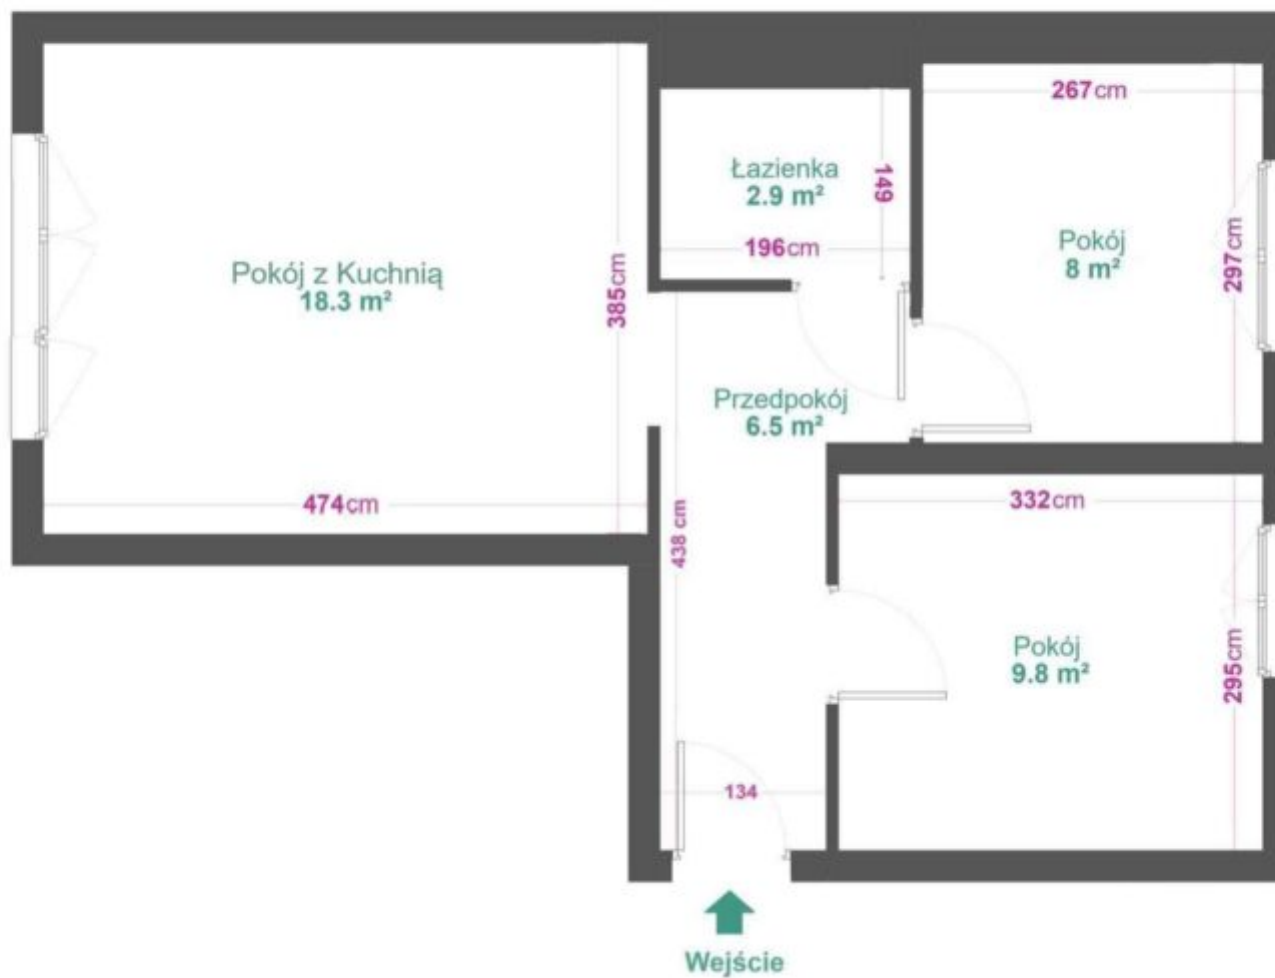 267cm
Łazienka
2.9 m²
149
196cm
Pokój
8 m²
297cm
Pokój z Kuchnią
18.3 m²
385cm
Przedpokój
6.5 m²
474cm
438 cm
332cm
Pokój
9.8 m²
295cm
134
Wejście